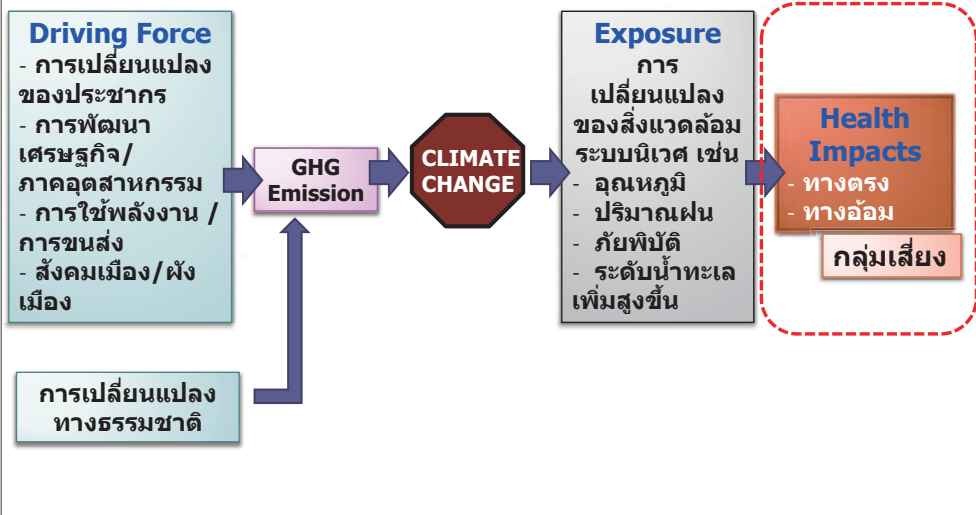 Driving Force
- การเปลี่ยนแปลง
ของประชากร
- การพัฒนา
เศรษฐกิจ/
ภาคอุตสาหกรรม
- การใช้พลังงาน /
การขนส่ง
- สังคมเมือง/ผัง
เมือง
การเปลี่ยนแปลง
ทางธรรมชาติ
GHG
Emission
CLIMATE
CHANGE
Exposure
การ
เปลี่ยนแปลง
ของสิ่งแวดล้อม
ระบบนิเวศ เช่น
- อุณหภูมิ
- ปริมาณฝน
- ภัยพิบัติ
- ระดับน้ำทะเล
เพิ่มสูงขึ้น
Health
Impacts
- ทางตรง
- ทางอ้อม
กลุ่มเสี่ยง